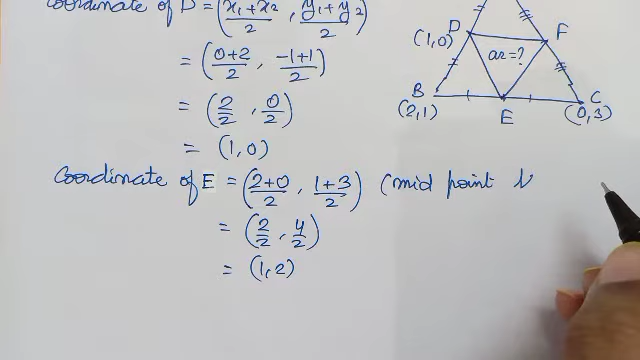 Coordinate of D = (x₁+x₂/2 , y₁+y₂/2)
= (0+2/2 , -1+1/2)
= (2/2 , 0/2)
= (1,0)
Coordinate of E = (2+0/2 , 1+3/2) (mid point
= (2/2 , 4/2)
= (1,2)
D
(1,0)
F
ar=?
B
(2,1)
E
C
(0,3)